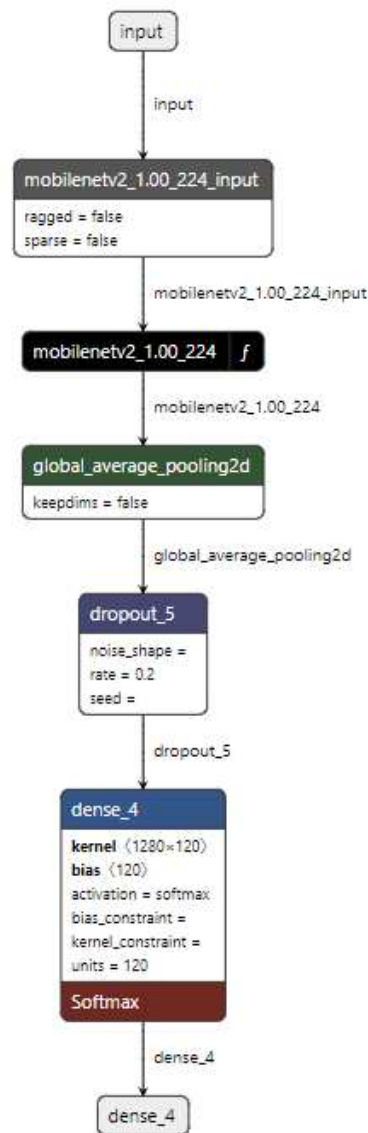 input
input
mobilenetv2_1.00_224_input
ragged = false
sparse = false
mobilenetv2_1.00_224_input
mobilenetv2_1.00_224 ƒ
mobilenetv2_1.00_224
global_average_pooling2d
keepdims = false
global_average_pooling2d
dropout_5
noise_shape =
rate = 0.2
seed =
dropout_5
dense_4
kernel ⟨1280×120⟩
bias ⟨120⟩
activation = softmax
bias_constraint =
kernel_constraint =
units = 120
Softmax
dense_4
dense_4